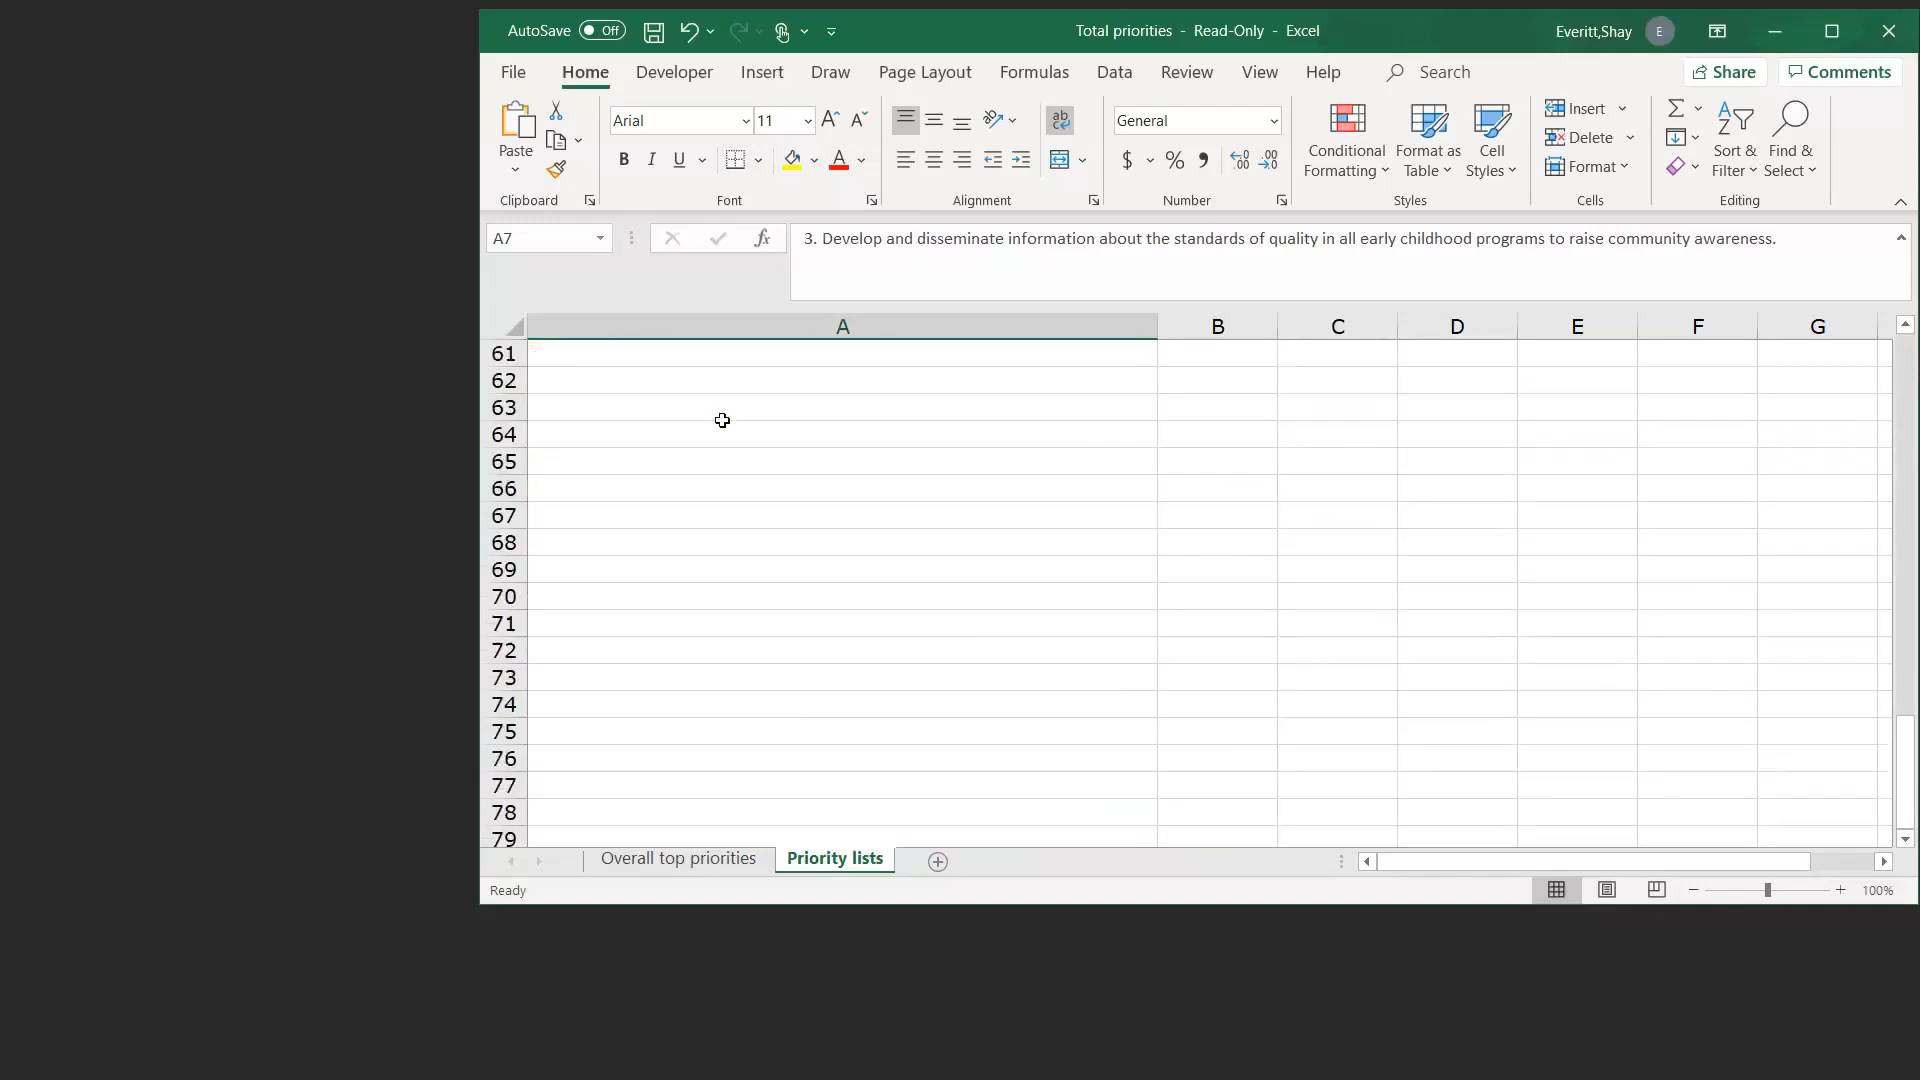 AutoSave Off
Total priorities - Read-Only - Excel
Everitt,Shay E
File Home Developer Insert Draw Page Layout Formulas Data Review View Help Search
Share Comments
Paste
Clipboard
Arial 11
B I U
Font
ab
Alignment
General
$ % 9
Number
Conditional Formatting
Format as Table
Cell Styles
Styles
Insert
Delete
Format
Cells
Sort & Filter
Find & Select
Editing
A7
fx
3. Develop and disseminate information about the standards of quality in all early childhood programs to raise community awareness.
A B C D E F G
61
62
63
64
65
66
67
68
69
70
71
72
73
74
75
76
77
78
79
Overall top priorities Priority lists
Ready
100%